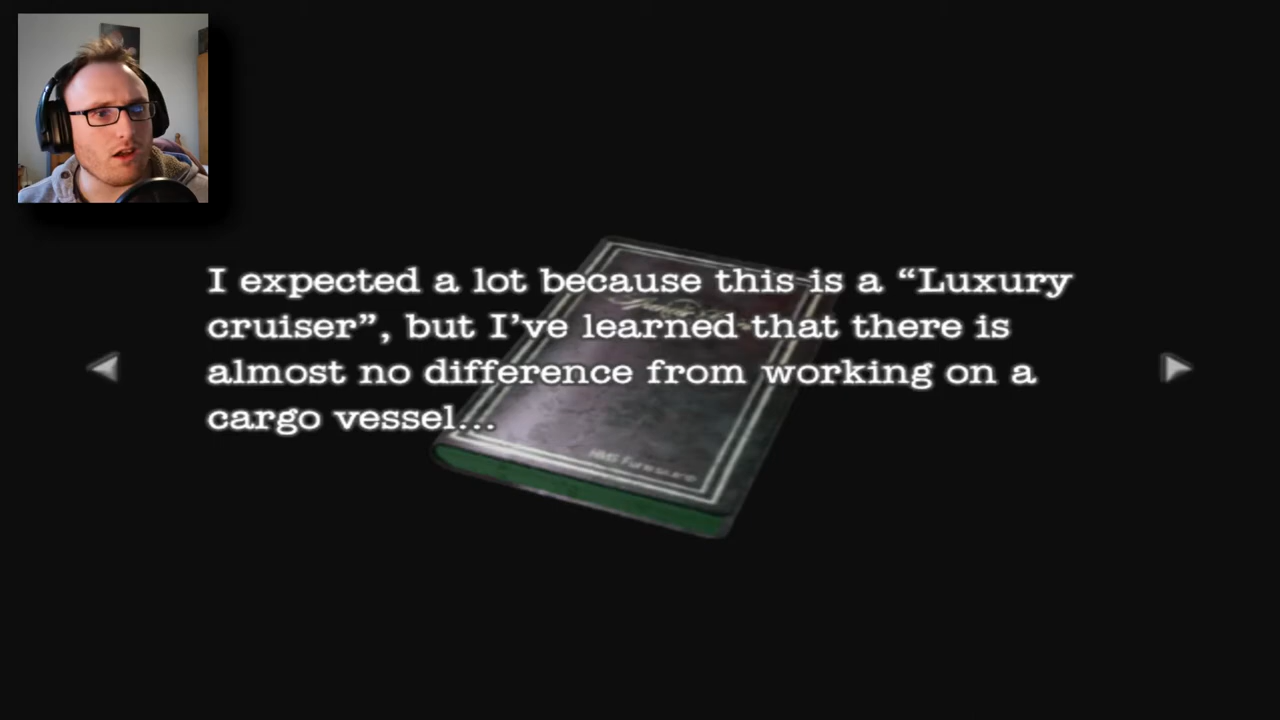 I expected a lot because this is a “Luxury
cruiser”, but I’ve learned that there is
almost no difference from working on a
cargo vessel...